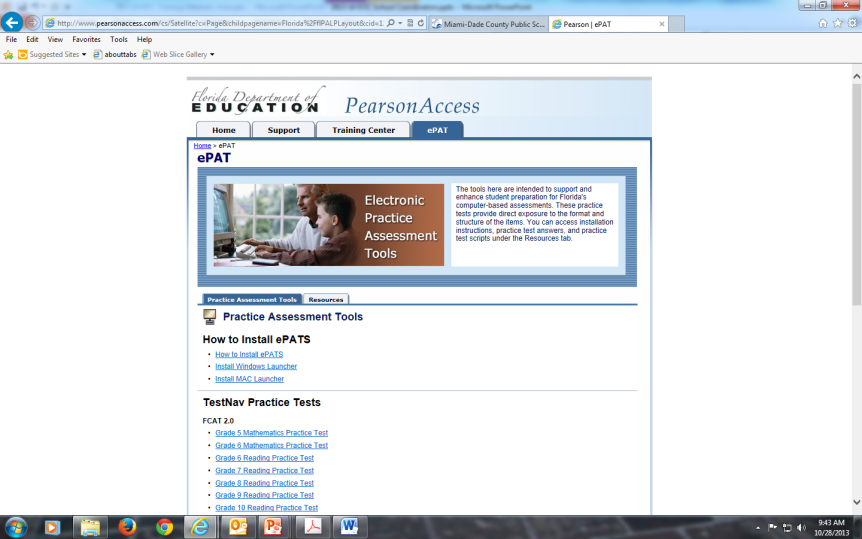 http://www.pearsonaccess.com/cs/Satellite?c=Page&childpagename=Florida%2FflPALPLayout&cid=1.
Miami-Dade County Public Sc...
Pearson | ePAT
File Edit View Favorites Tools Help
Suggested Sites
abouttabs
Web Slice Gallery
Florida Department of
EDUCATION
PearsonAccess
Home Support Training Center ePAT
Home > ePAT
ePAT
Electronic
Practice
Assessment
Tools
The tools here are intended to support and
enhance student preparation for Florida's
computer-based assessments. These practice
tests provide direct exposure to the format and
structure of the items. You can access installation
instructions, practice test answers, and practice
test scripts under the Resources tab.
Practice Assessment Tools Resources
Practice Assessment Tools
How to Install ePATS
• How to Install ePATS
• Install Windows Launcher
• Install MAC Launcher
TestNav Practice Tests
FCAT 2.0
• Grade 5 Mathematics Practice Test
• Grade 6 Mathematics Practice Test
• Grade 6 Reading Practice Test
• Grade 7 Reading Practice Test
• Grade 8 Reading Practice Test
• Grade 9 Reading Practice Test
• Grade 10 Reading Practice Test
9:43 AM
10/28/2013